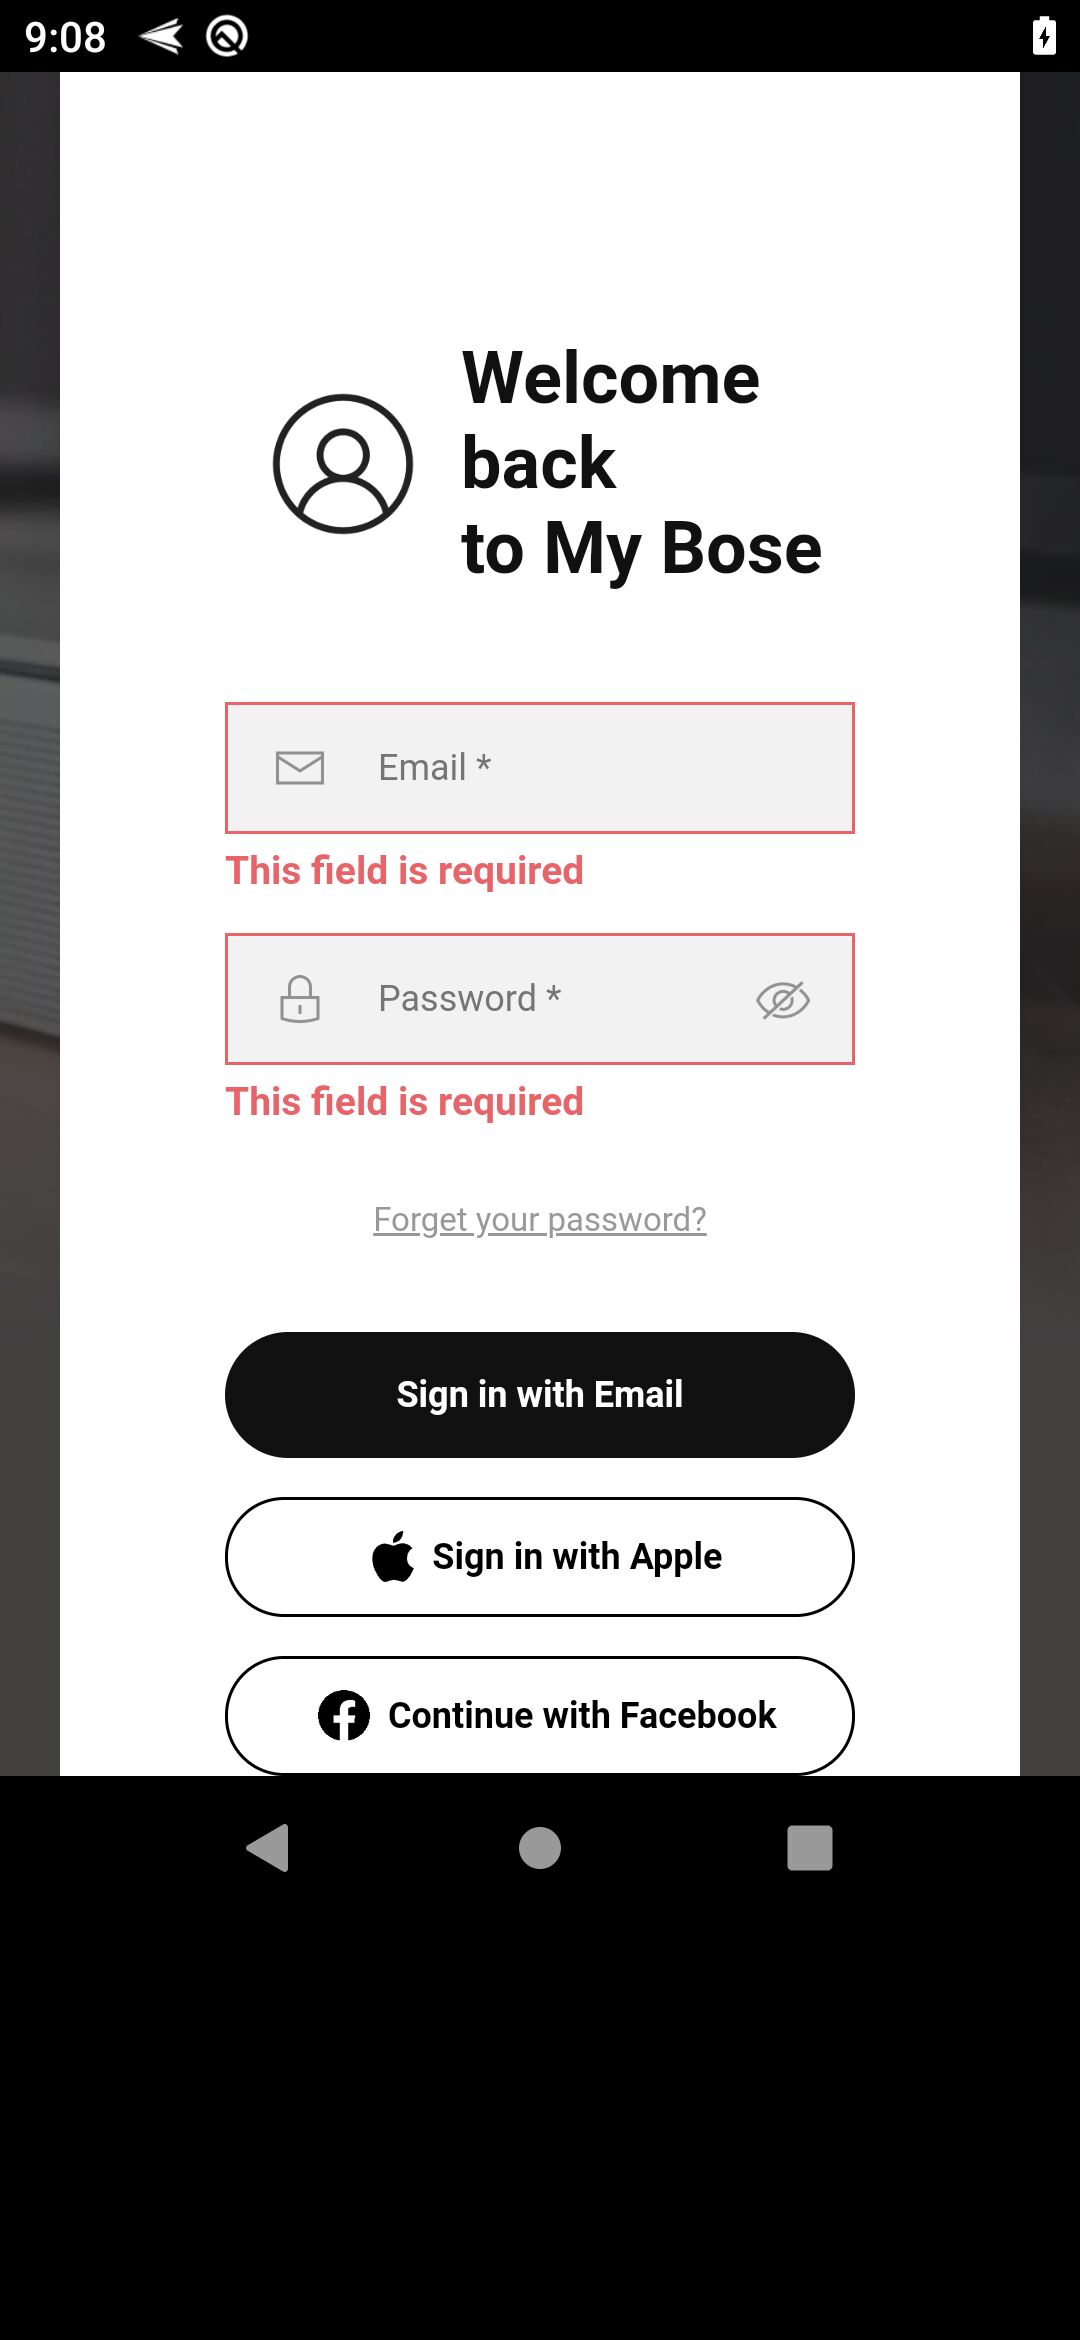 9:08
Welcome
back
to My Bose
Email *
This field is required
Password *
This field is required
Forget your password?
Sign in with Email
Sign in with Apple
Continue with Facebook